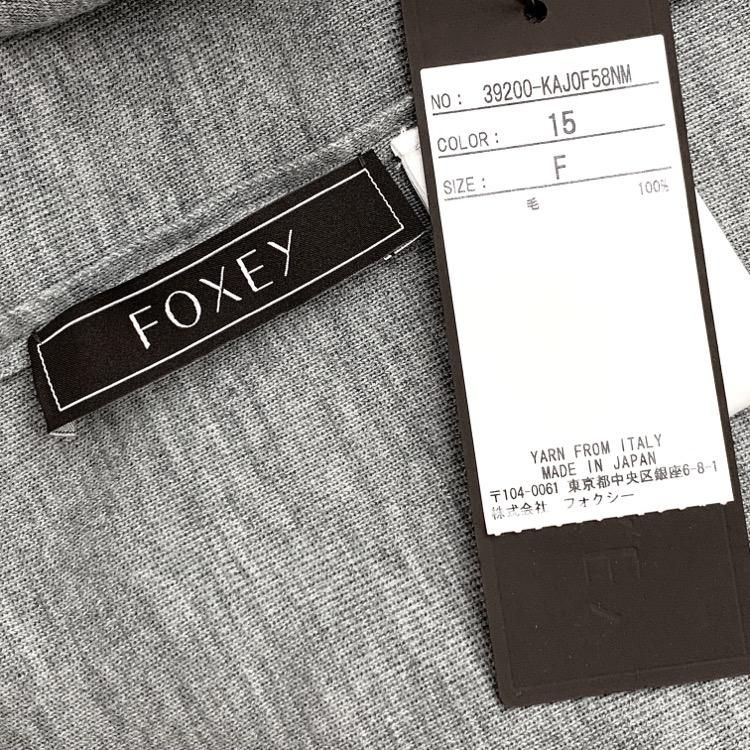 FOXEY
NO: 39200-KAJOF58NM
COLOR: 15
SIZE: F
毛 100%
YARN FROM ITALY
MADE IN JAPAN
〒104-0061 東京都中央区銀座6-8-1
株式会社 フォクシー